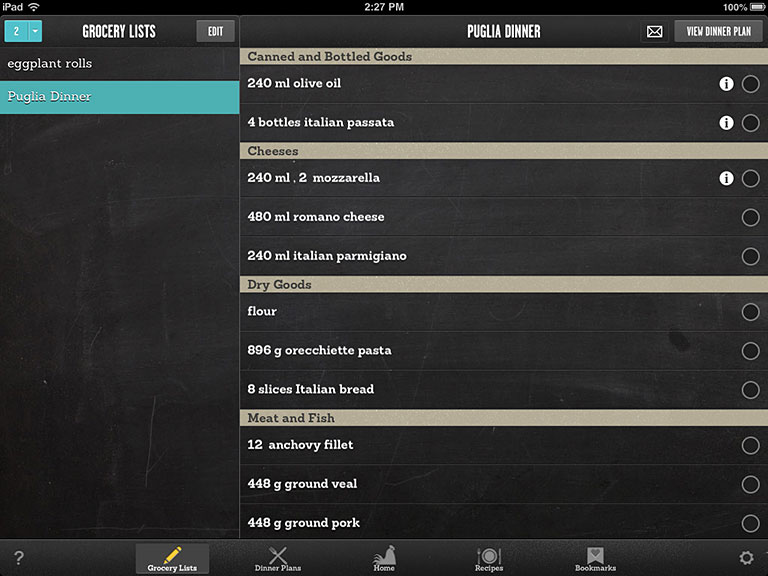 iPad 2:27 PM 100%
2 GROCERY LISTS EDIT
PUGLIA DINNER VIEW DINNER PLAN
eggplant rolls
Puglia Dinner
Canned and Bottled Goods
240 ml olive oil
4 bottles italian passata
Cheeses
240 ml , 2 mozzarella
480 ml romano cheese
240 ml italian parmigiano
Dry Goods
flour
896 g orecchiette pasta
8 slices Italian bread
Meat and Fish
12 anchovy fillet
448 g ground veal
448 g ground pork
? Grocery Lists Dinner Plans Home Recipes Bookmarks